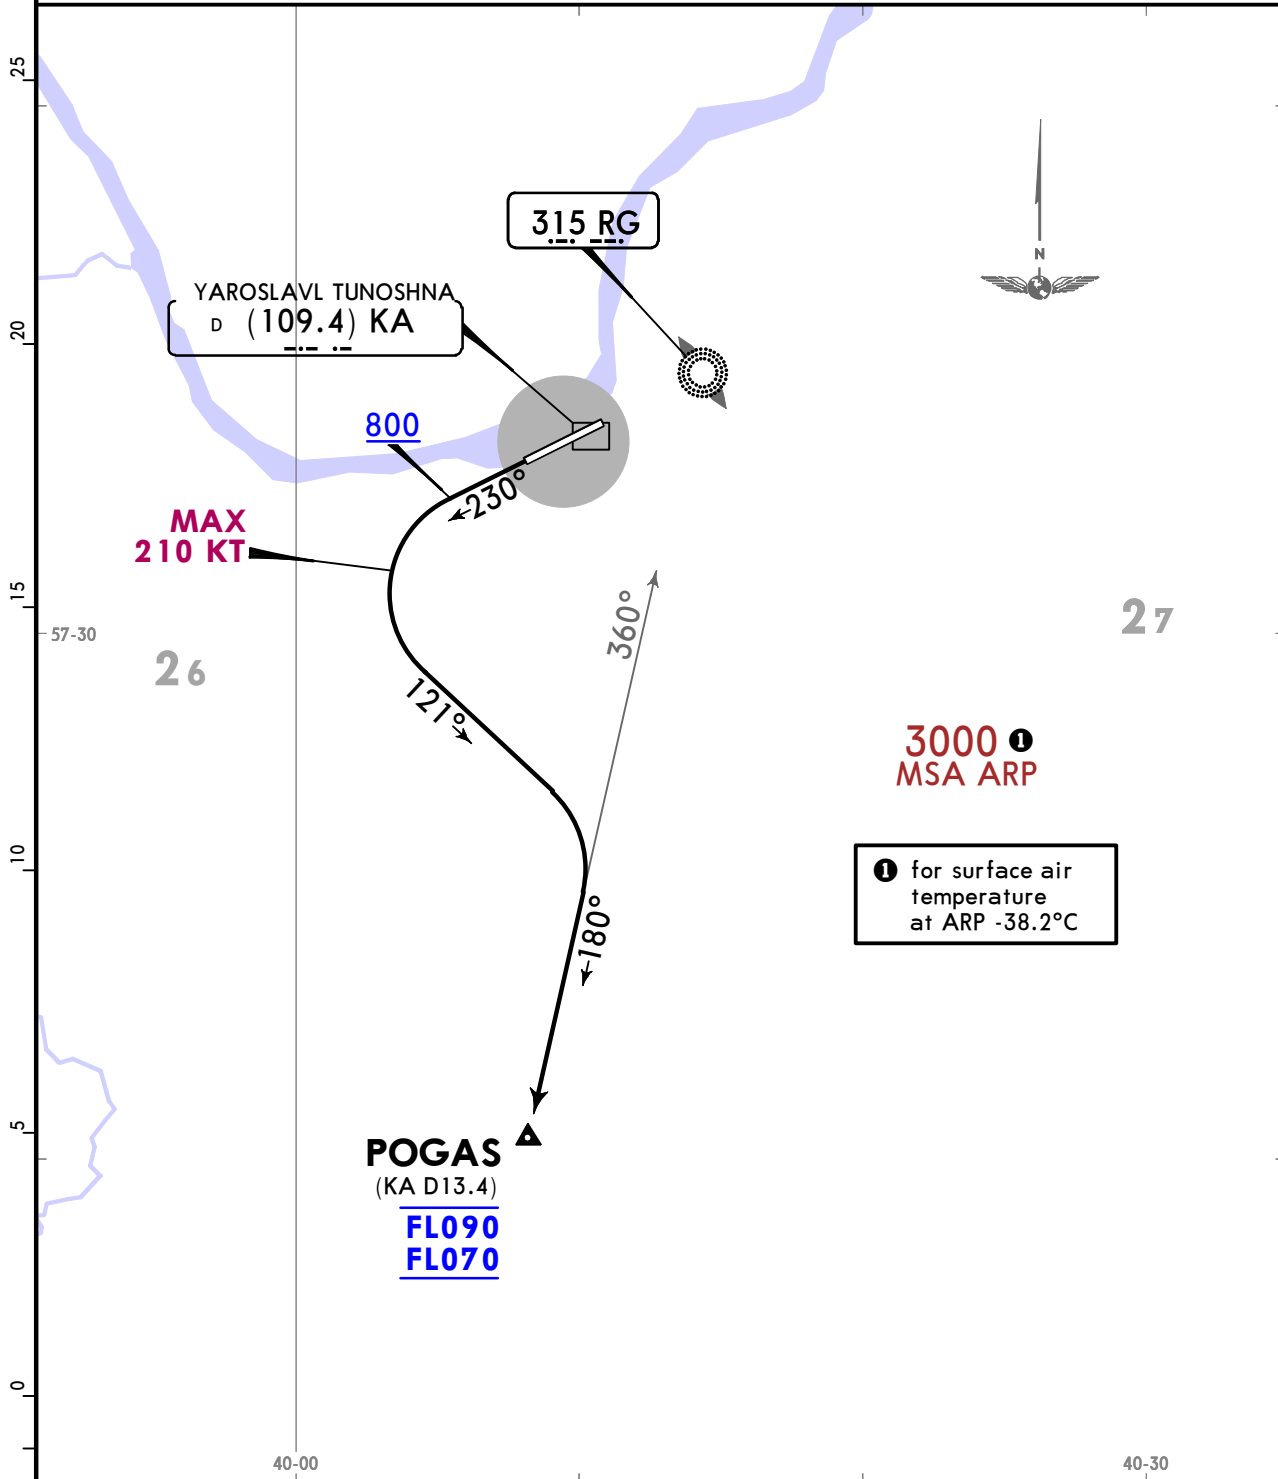 25
N
315 RG
YAROSLAVL TUNOSHNA
D (109.4) KA
20
800
230°
MAX
210 KT
15
57-30
360°
27
26
121°
3000 1
MSA ARP
10
1 for surface air
temperature
at ARP -38.2°C
180°
5
POGAS
(KA D13.4)
FL090
FL070
0
40-00
40-30